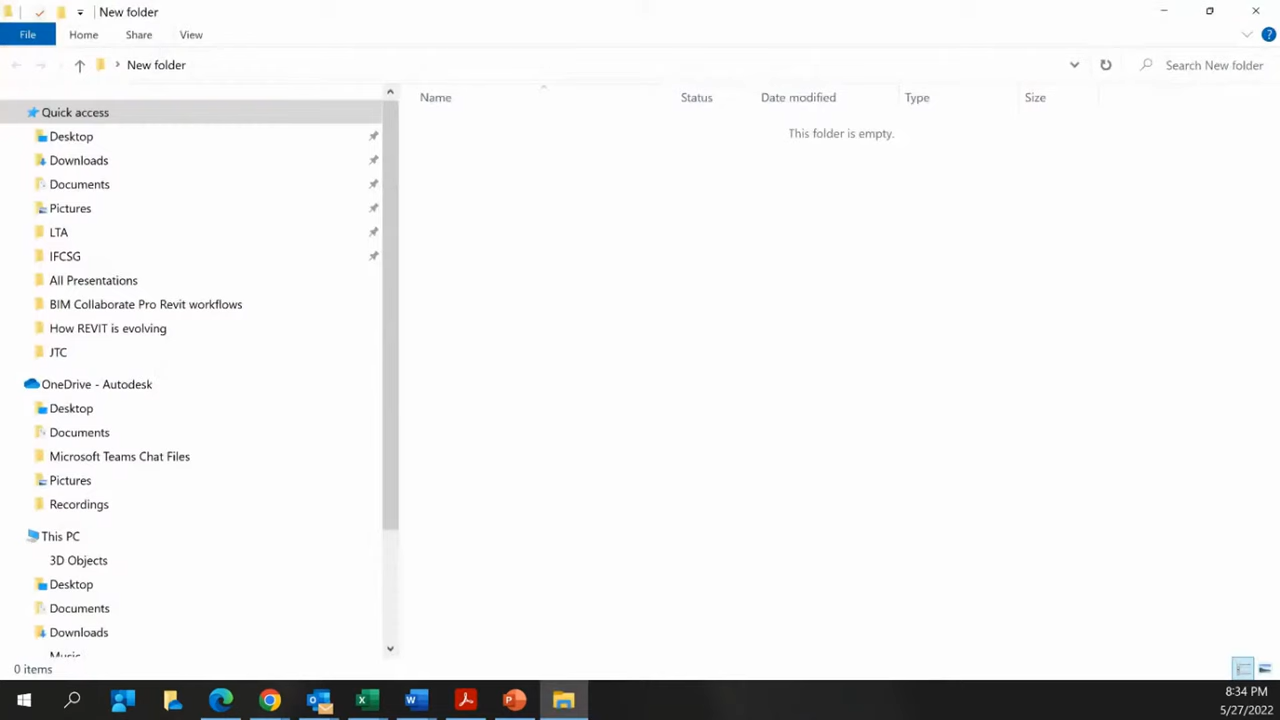 New folder
File Home Share View
New folder
Search New folder
Name Status Date modified Type Size
This folder is empty.
Quick access
Desktop
Downloads
Documents
Pictures
LTA
IFCSG
All Presentations
BIM Collaborate Pro Revit workflows
How REVIT is evolving
JTC
OneDrive - Autodesk
Desktop
Documents
Microsoft Teams Chat Files
Pictures
Recordings
This PC
3D Objects
Desktop
Documents
Downloads
Music
0 items
8:34 PM
5/27/2022